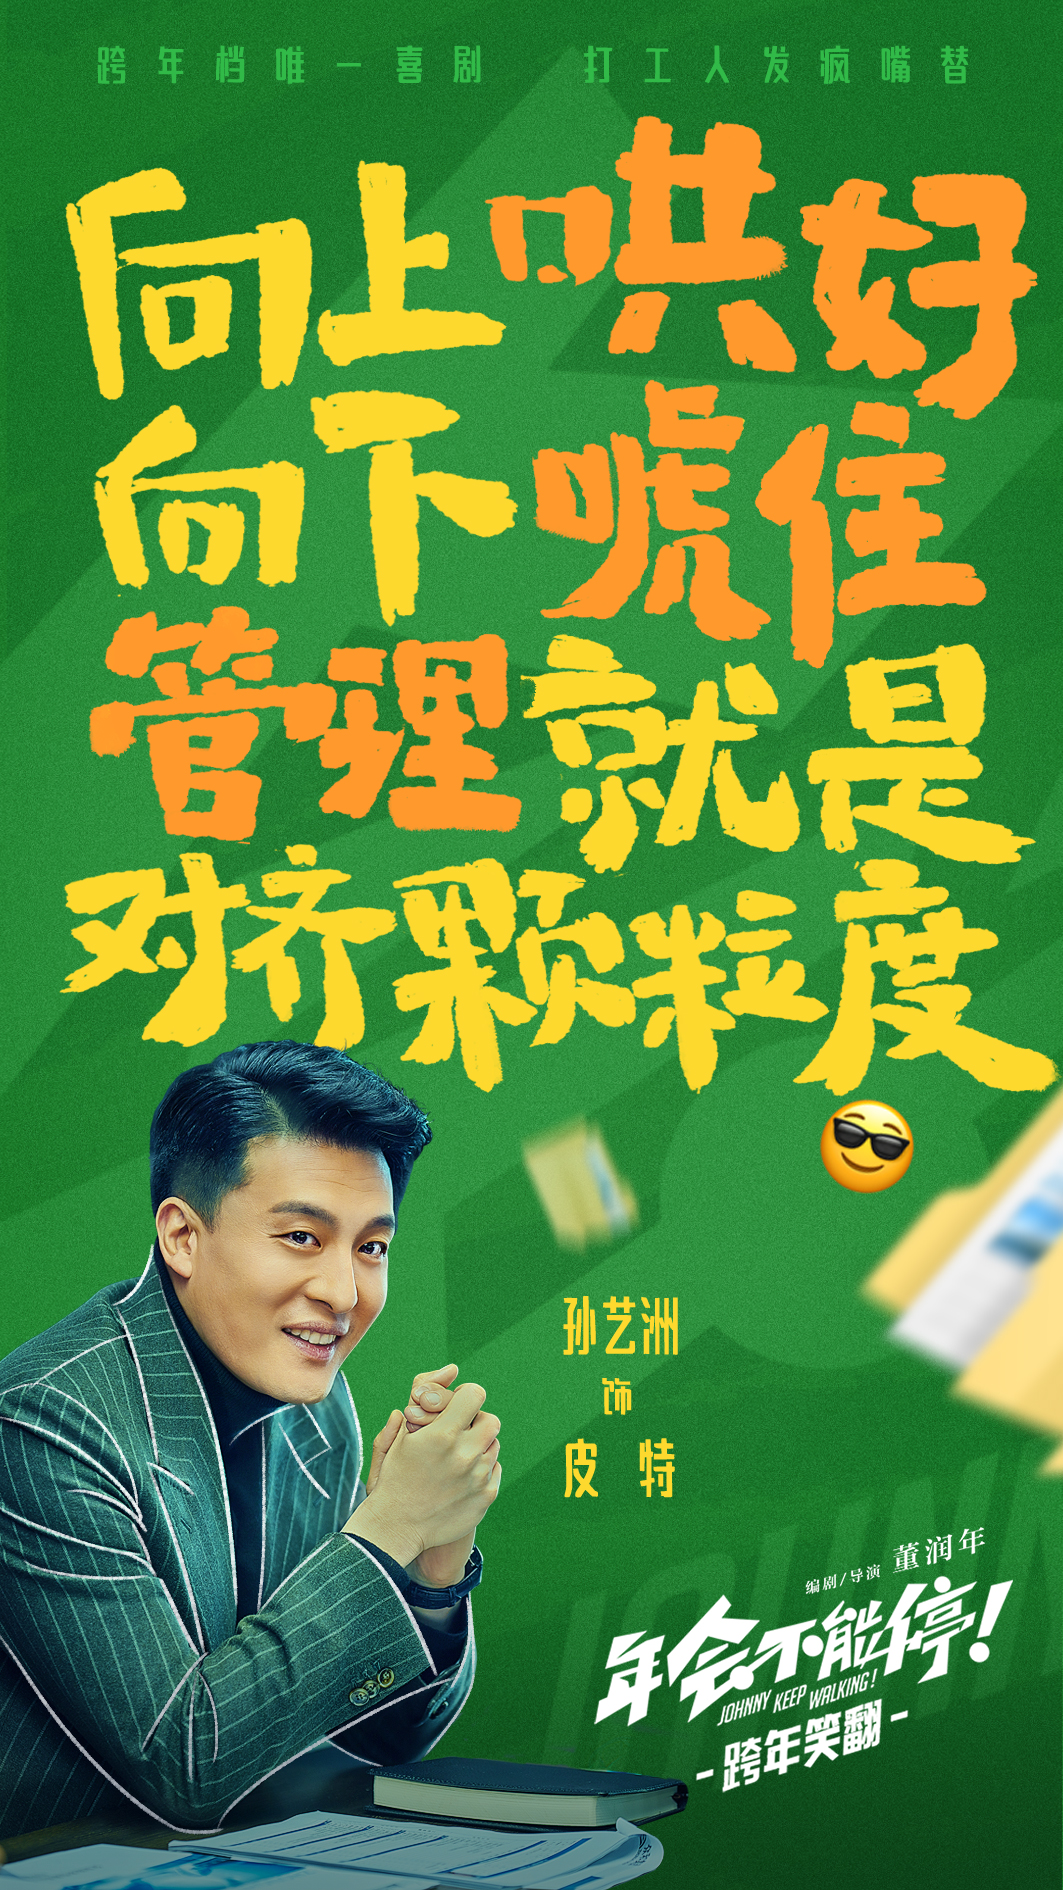 跨年档唯一喜剧 打工人发疯嘴替
向上哄好
向下唬住
管理就是
对齐颗粒度
孙艺洲
饰
皮特
编剧/导演 董润年
年会不能停!
JOHNNY KEEP WALKING!
-跨年笑翻-